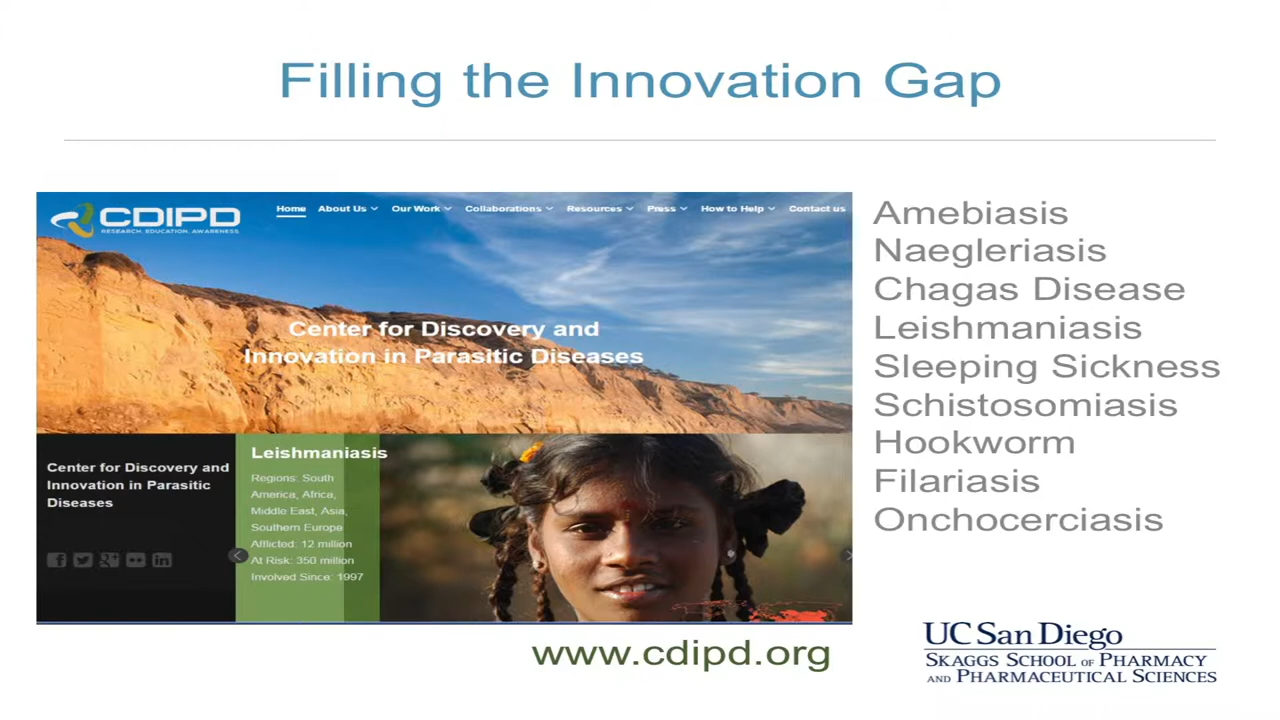 Filling the Innovation Gap
CDIPD
RESEARCH. EDUCATION. AWARENESS.
Home About Us Our Work Collaborations Resources Press How to Help Contact us
Center for Discovery and
Innovation in Parasitic Diseases
Center for Discovery and
Innovation in Parasitic
Diseases
Leishmaniasis
Regions: South
America, Africa,
Middle East, Asia,
Southern Europe
Afflicted: 12 million
At Risk: 350 million
Involved Since: 1997
Amebiasis
Naegleriasis
Chagas Disease
Leishmaniasis
Sleeping Sickness
Schistosomiasis
Hookworm
Filariasis
Onchocerciasis
www.cdipd.org
UC San Diego
SKAGGS SCHOOL OF PHARMACY
AND PHARMACEUTICAL SCIENCES